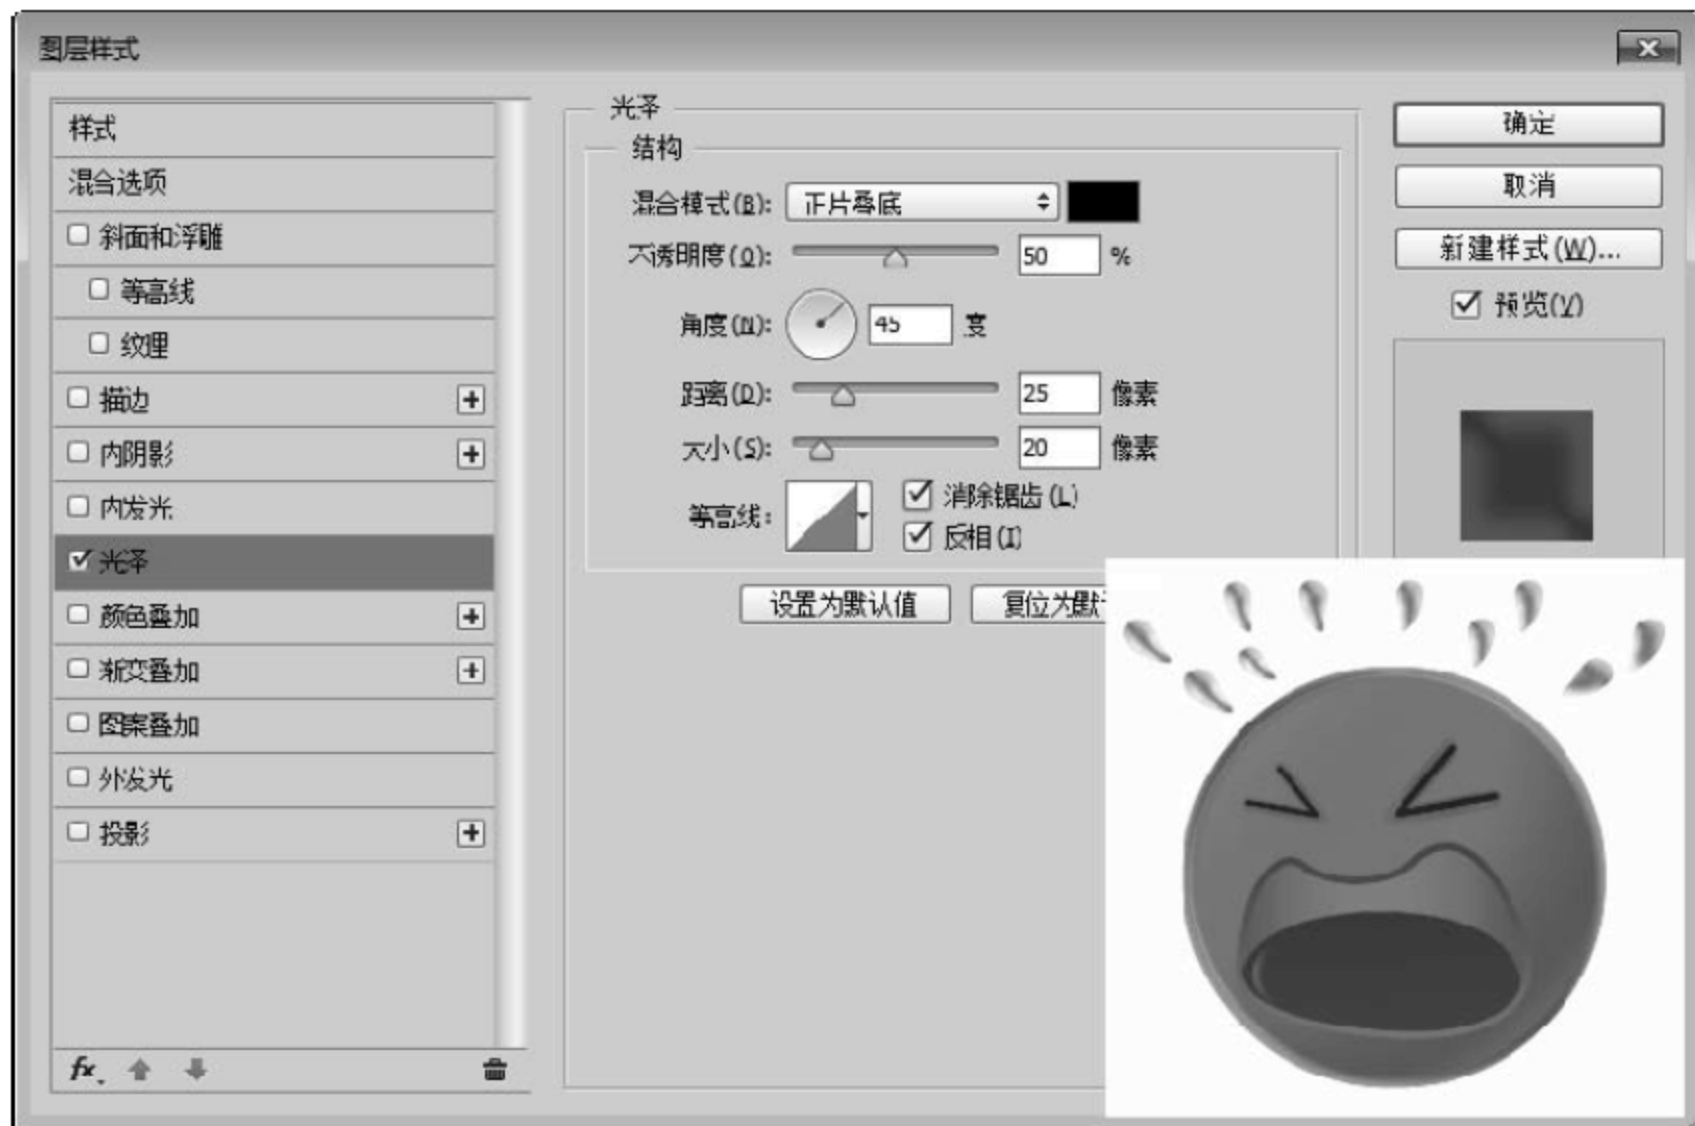 图层样式
样式
混合选项
斜面和浮雕
等高线
纹理
描边
内阴影
内发光
光泽
颜色叠加
渐变叠加
图案叠加
外发光
投影
fx
光泽
结构
混合模式(B): 正片叠底
不透明度(O): 50 %
角度(N): 45 度
距离(D): 25 像素
大小(S): 20 像素
等高线: 消除锯齿(L)
反相(I)
设置为默认值 复位为默
确定
取消
新建样式(W)...
预览(V)